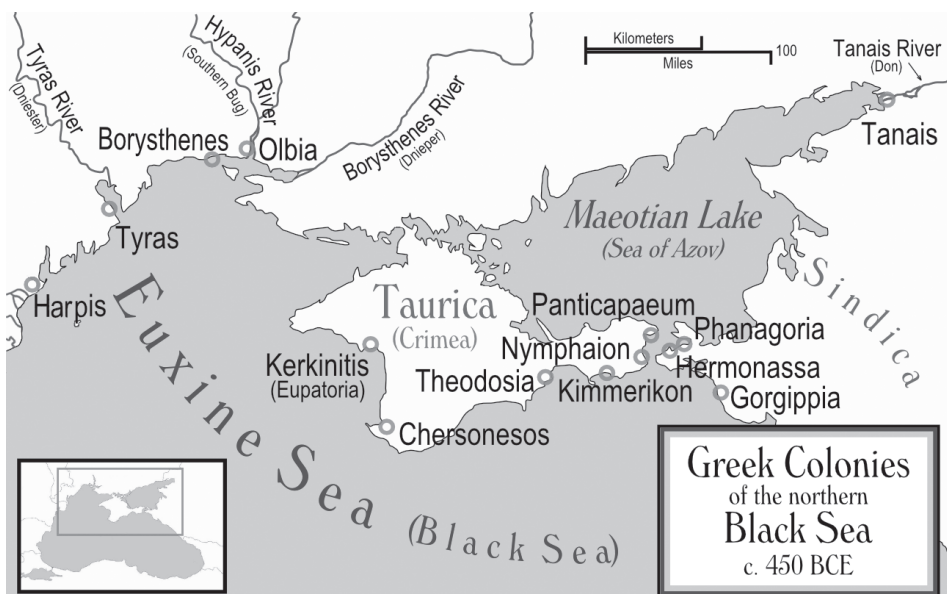 Tyras River
(Dniester)
Hypanis River
(Southern Bug)
Borysthenes River
(Dnieper)
Kilometers
100
Miles
Tanais River
(Don)
Tanais
Borysthenes
Olbia
Tyras
Harpis
Maeotian Lake
(Sea of Azov)
Sindica
Taurica
(Crimea)
Panticapaeum
Phanagoria
Nymphaion
Hermonassa
Kerkinitis
(Eupatoria)
Theodosia
Kimmerikon
Gorgippia
Chersonesos
Euxine Sea (Black Sea)
Greek Colonies
of the northern
Black Sea
c. 450 BCE